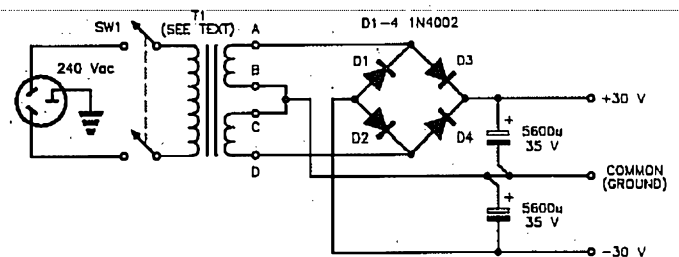 T1
(SEE TEXT)
SW1
240 Vac
A
B
C
D
D1-4 1N4002
D1
D3
D2
D4
+
5600u
35 V
+
5600u
35 V
+30 V
COMMON
(GROUND)
-30 V